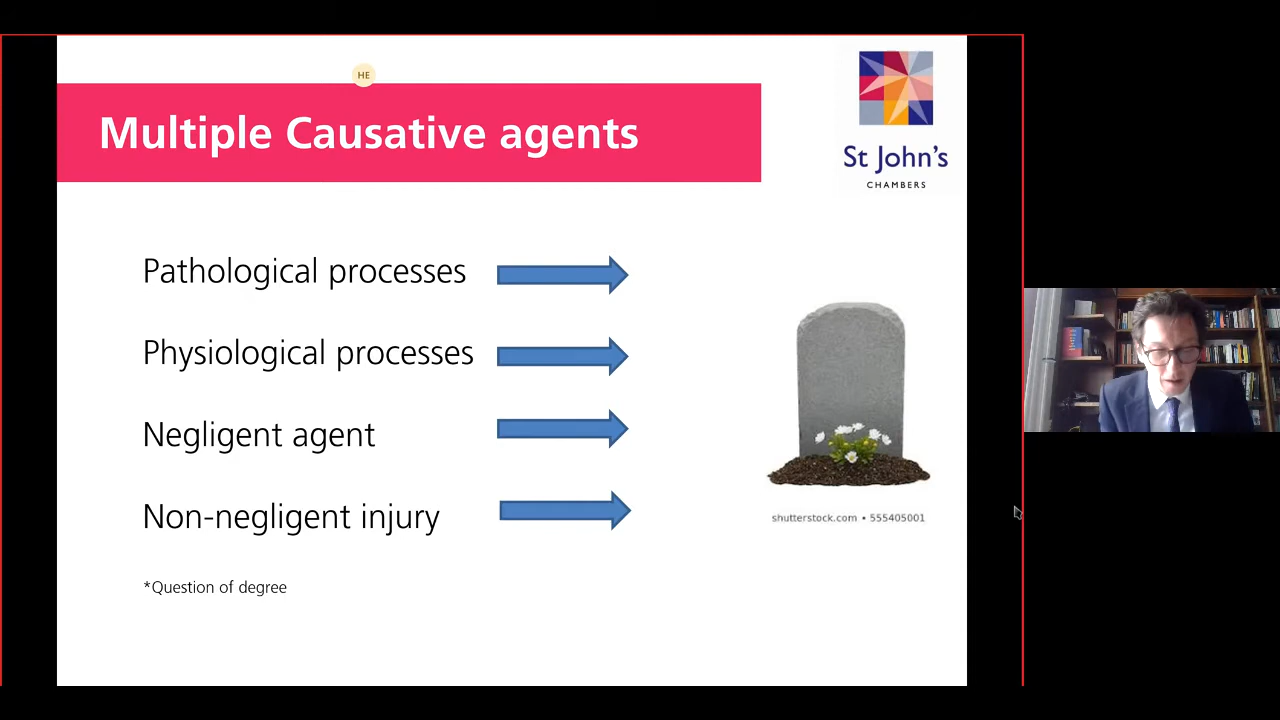 HE
Multiple Causative agents
St John's
CHAMBERS
Pathological processes
Physiological processes
Negligent agent
Non-negligent injury
shutterstock.com • 555405001
*Question of degree